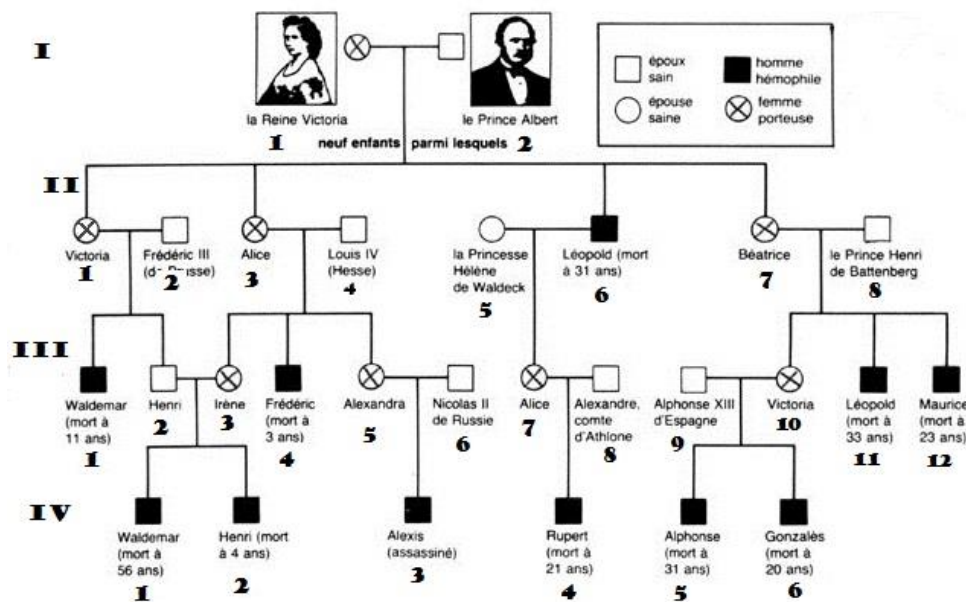 I
la Reine Victoria
1
le Prince Albert
2
neuf enfants parmi lesquels
époux sain
homme hémophile
épouse saine
femme porteuse
II
Victoria
1
Frédéric III
2
Alice
3
Louis IV
(Hesse)
4
la Princesse
Hélène
de Waldeck
5
Léopold (mort
à 31 ans)
6
Béatrice
7
le Prince Henri
de Battenberg
8
III
Waldemar
(mort à
11 ans)
1
Henri
2
Irène
3
Frédéric
(mort à
3 ans)
4
Alexandra
5
Nicolas II
de Russie
6
Alice
7
Alexandre,
comte
d'Athlone
8
Alphonse XIII
d'Espagne
9
Victoria
10
Léopold
(mort à
33 ans)
11
Maurice
(mort à
23 ans)
12
IV
Waldemar
(mort à
56 ans)
1
Henri (mort
à 4 ans)
2
Alexis
(assassiné)
3
Rupert
(mort à
21 ans)
4
Alphonse
(mort à
31 ans)
5
Gonzalès
(mort à
20 ans)
6